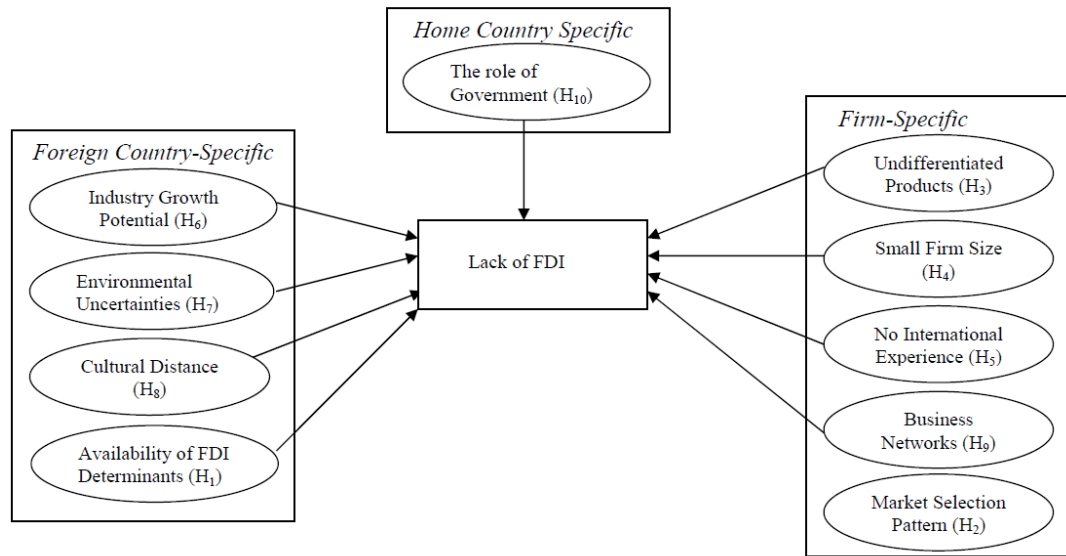 Home Country Specific
The role of
Government (H₁₀)
Foreign Country-Specific
Industry Growth
Potential (H₆)
Environmental
Uncertainties (H₇)
Cultural Distance
(H₈)
Availability of FDI
Determinants (H₁)
Lack of FDI
Firm-Specific
Undifferentiated
Products (H₃)
Small Firm Size
(H₄)
No International
Experience (H₅)
Business
Networks (H₉)
Market Selection
Pattern (H₂)